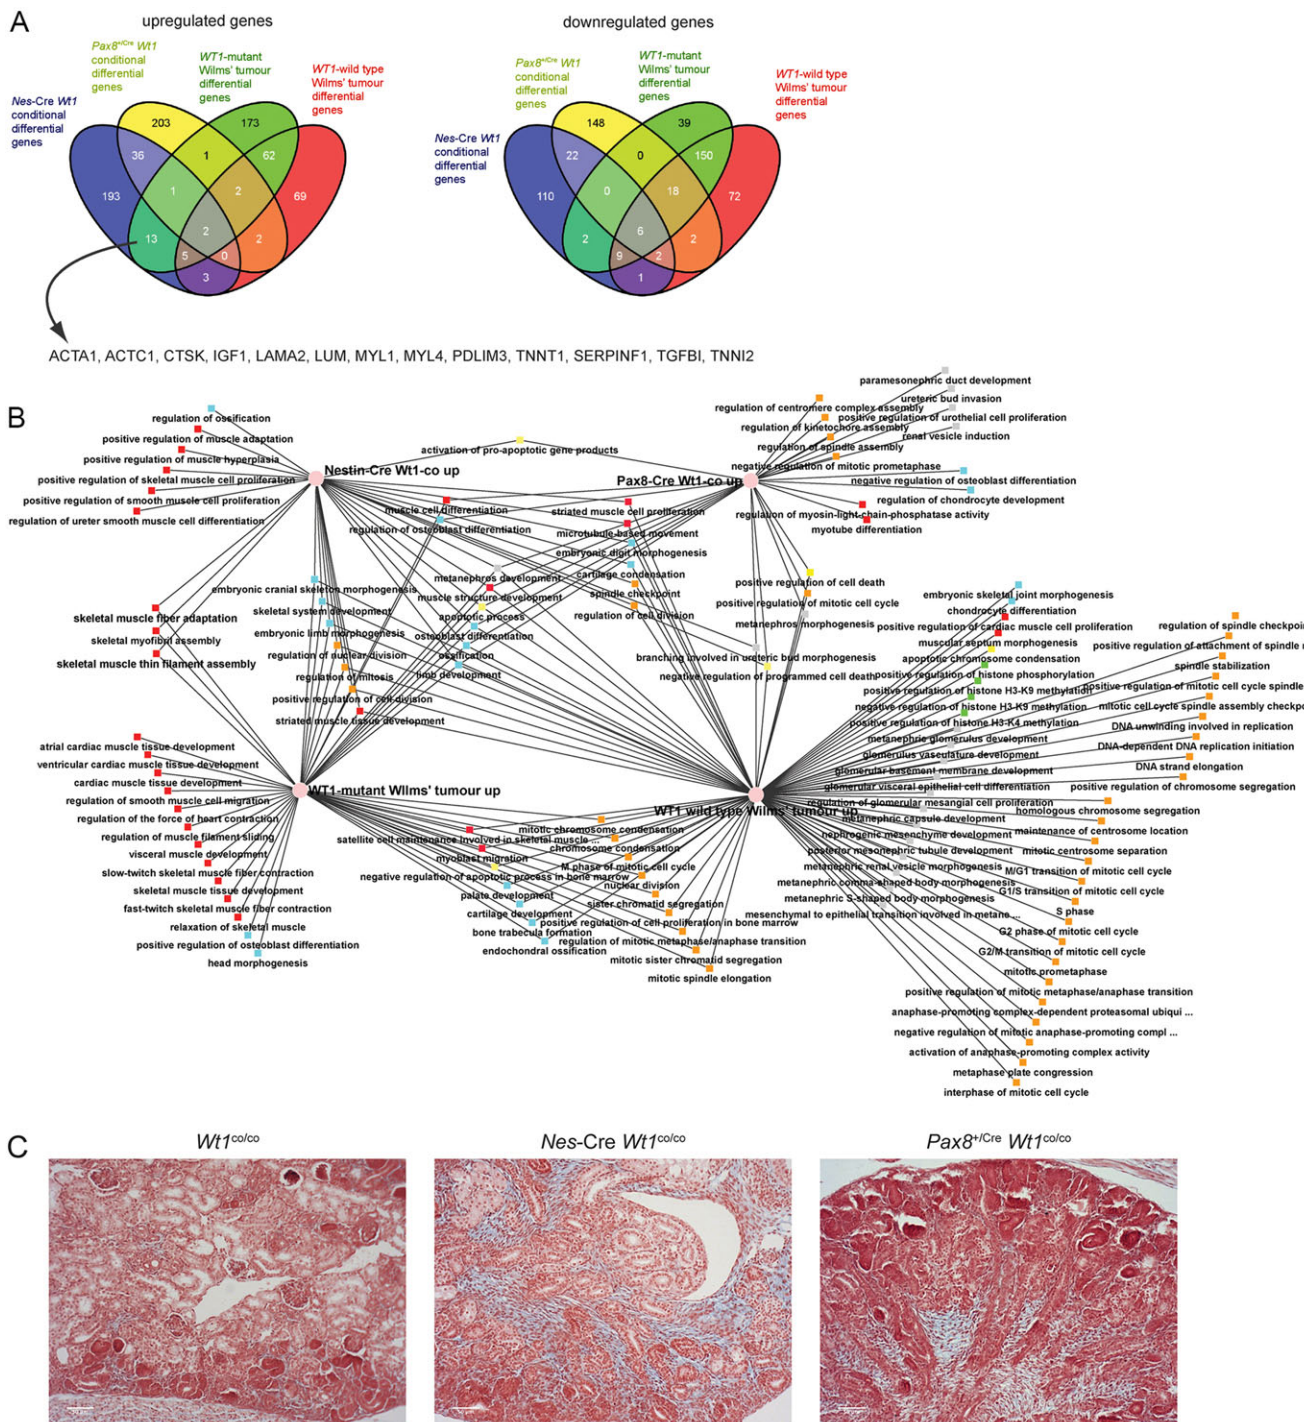 A
upregulated genes
downregulated genes
Pax8+/Cre Wt1
conditional
differential
genes
WT1-mutant
Wilms' tumour
differential
genes
WT1-wild type
Wilms' tumour
differential
genes
Nes-Cre Wt1
conditional
differential
genes
203
173
36
1
62
193
1
2
69
2
13
2
5
0
3
Pax8+/Cre Wt1
conditional
differential
genes
WT1-mutant
Wilms' tumour
differential
genes
WT1-wild type
Wilms' tumour
differential
genes
Nes-Cre Wt1
conditional
differential
genes
148
39
22
0
150
110
0
18
72
6
2
2
9
2
1
ACTA1, ACTC1, CTSK, IGF1, LAMA2, LUM, MYL1, MYL4, PDLIM3, TNNT1, SERPINF1, TGFBI, TNNI2
B
regulation of ossification
positive regulation of muscle adaptation
positive regulation of muscle hyperplasia
positive regulation of skeletal muscle cell proliferation
positive regulation of smooth muscle cell proliferation
regulation of ureter smooth muscle cell differentiation
activation of pro-apoptotic gene products
Nestin-Cre Wt1-co up
Pax8-Cre Wt1-co up
paramesonephric duct development
ureteric bud invasion
regulation of centromere complex assembly
positive regulation of urothelial cell proliferation
regulation of kinetochore assembly
renal vesicle induction
regulation of spindle assembly
negative regulation of mitotic prometaphase
negative regulation of osteoblast differentiation
regulation of chondrocyte development
regulation of myosin-light-chain-phosphatase activity
myotube differentiation
muscle cell differentiation
regulation of osteoblast differentiation
striated muscle cell proliferation
microtubule-based movement
embryonic digit morphogenesis
cartilage condensation
spindle checkpoint
regulation of cell division
metanephros development
muscle structure development
apoptotic process
osteoblast differentiation
ossification
limb development
embryonic cranial skeleton morphogenesis
skeletal system development
embryonic limb morphogenesis
regulation of nuclear division
regulation of mitosis
positive regulation of cell division
striated muscle tissue development
skeletal muscle fiber adaptation
skeletal myofibril assembly
skeletal muscle thin filament assembly
positive regulation of cell death
positive regulation of mitotic cell cycle
metanephros morphogenesis
branching involved in ureteric bud morphogenesis
negative regulation of programmed cell death
embryonic skeletal joint morphogenesis
chondrocyte differentiation
positive regulation of cardiac muscle cell proliferation
muscular septum morphogenesis
apoptotic chromosome condensation
positive regulation of histone phosphorylation
positive regulation of histone H3-K9 methylation
negative regulation of histone H3-K9 methylation
positive regulation of histone H3-K4 methylation
metanephric glomerulus development
glomerulus vasculature development
glomerular basement membrane development
glomerular visceral epithelial cell differentiation
regulation of glomerular mesangial cell proliferation
metanephric capsule development
nephrogenic mesenchyme development
posterior mesonephric tubule development
metanephric renal vesicle morphogenesis
metanephric comma-shaped body morphogenesis
metanephric S-shaped body morphogenesis
mesenchymal to epithelial transition involved in metane ...
regulation of spindle checkpoin
positive regulation of attachment of spindle
spindle stabilization
positive regulation of mitotic cell cycle spindle
mitotic cell cycle spindle assembly checkpo
DNA unwinding involved in replication
DNA-dependent DNA replication initiation
DNA strand elongation
positive regulation of chromosome segregation
homologous chromosome segregation
maintenance of centrosome location
mitotic centrosome separation
M/G1 transition of mitotic cell cycle
G1/S transition of mitotic cell cycle
S phase
G2 phase of mitotic cell cycle
G2/M transition of mitotic cell cycle
mitotic prometaphase
positive regulation of mitotic metaphase/anaphase transition
anaphase-promoting complex-dependent proteasomal ubiqui ...
negative regulation of mitotic anaphase-promoting compl ...
activation of anaphase-promoting complex activity
metaphase plate congression
interphase of mitotic cell cycle
atrial cardiac muscle tissue development
ventricular cardiac muscle tissue development
cardiac muscle tissue development
regulation of smooth muscle cell migration
regulation of the force of heart contraction
regulation of muscle filament sliding
visceral muscle development
slow-twitch skeletal muscle fiber contraction
skeletal muscle tissue development
fast-twitch skeletal muscle fiber contraction
relaxation of skeletal muscle
positive regulation of osteoblast differentiation
head morphogenesis
WT1-mutant Wilms' tumour up
WT1 wild type Wilms' tumour up
mitotic chromosome condensation
satellite cell maintenance involved in skeletal muscle ...
chromosome condensation
myoblast migration
M phase of mitotic cell cycle
negative regulation of apoptotic process in bone marrow
nuclear division
palate development
sister chromatid segregation
cartilage development
positive regulation of cell proliferation in bone marrow
bone trabecula formation
regulation of mitotic metaphase/anaphase transition
endochondral ossification
mitotic sister chromatid segregation
mitotic spindle elongation
C
Wt1co/co
Nes-Cre Wt1co/co
Pax8+/Cre Wt1co/co